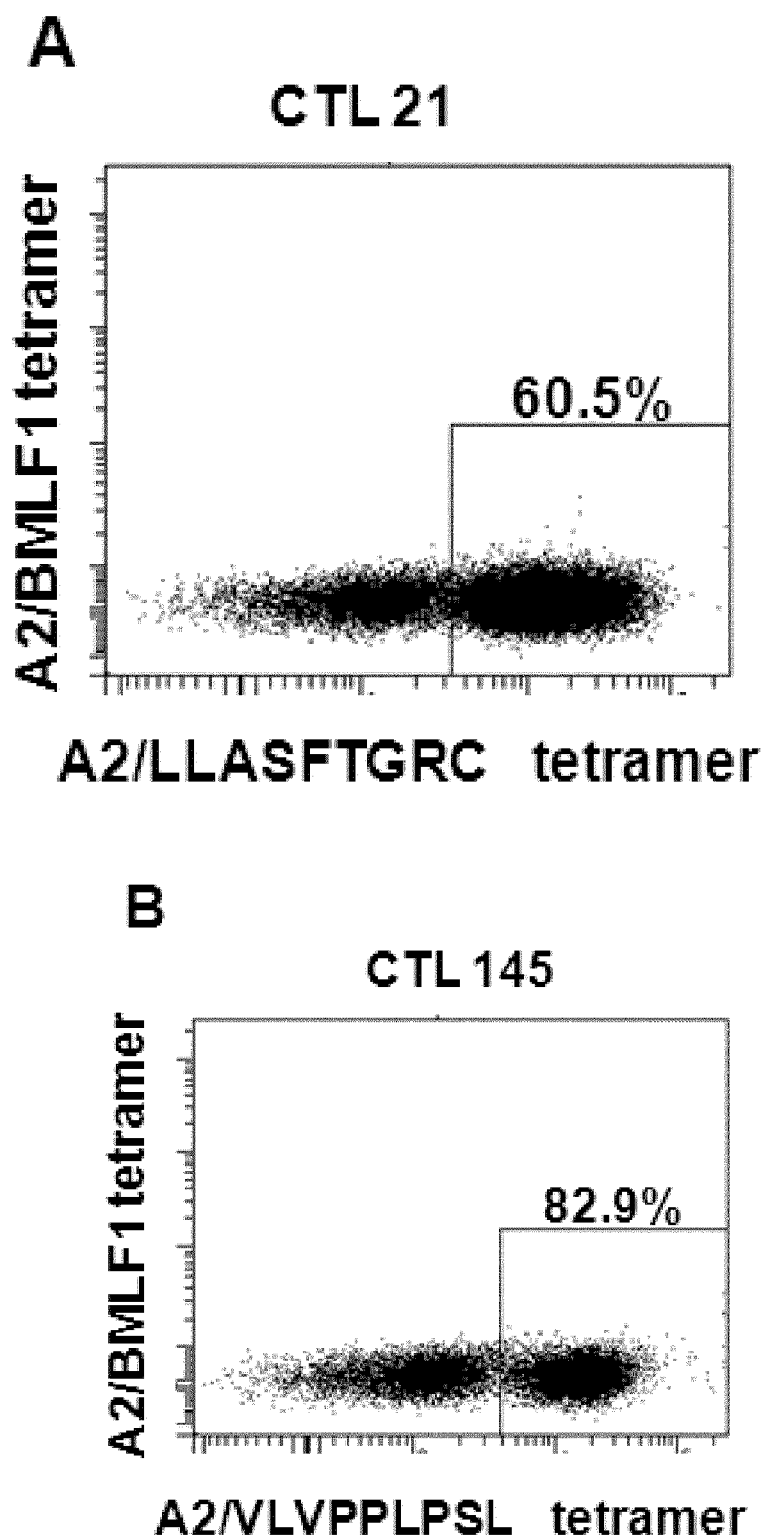 A
CTL 21
A2/BMLF1 tetramer
60.5%
A2/LLASFTGRC tetramer
B
CTL 145
A2/BMLF1 tetramer
82.9%
A2/VLVPPLPSL tetramer